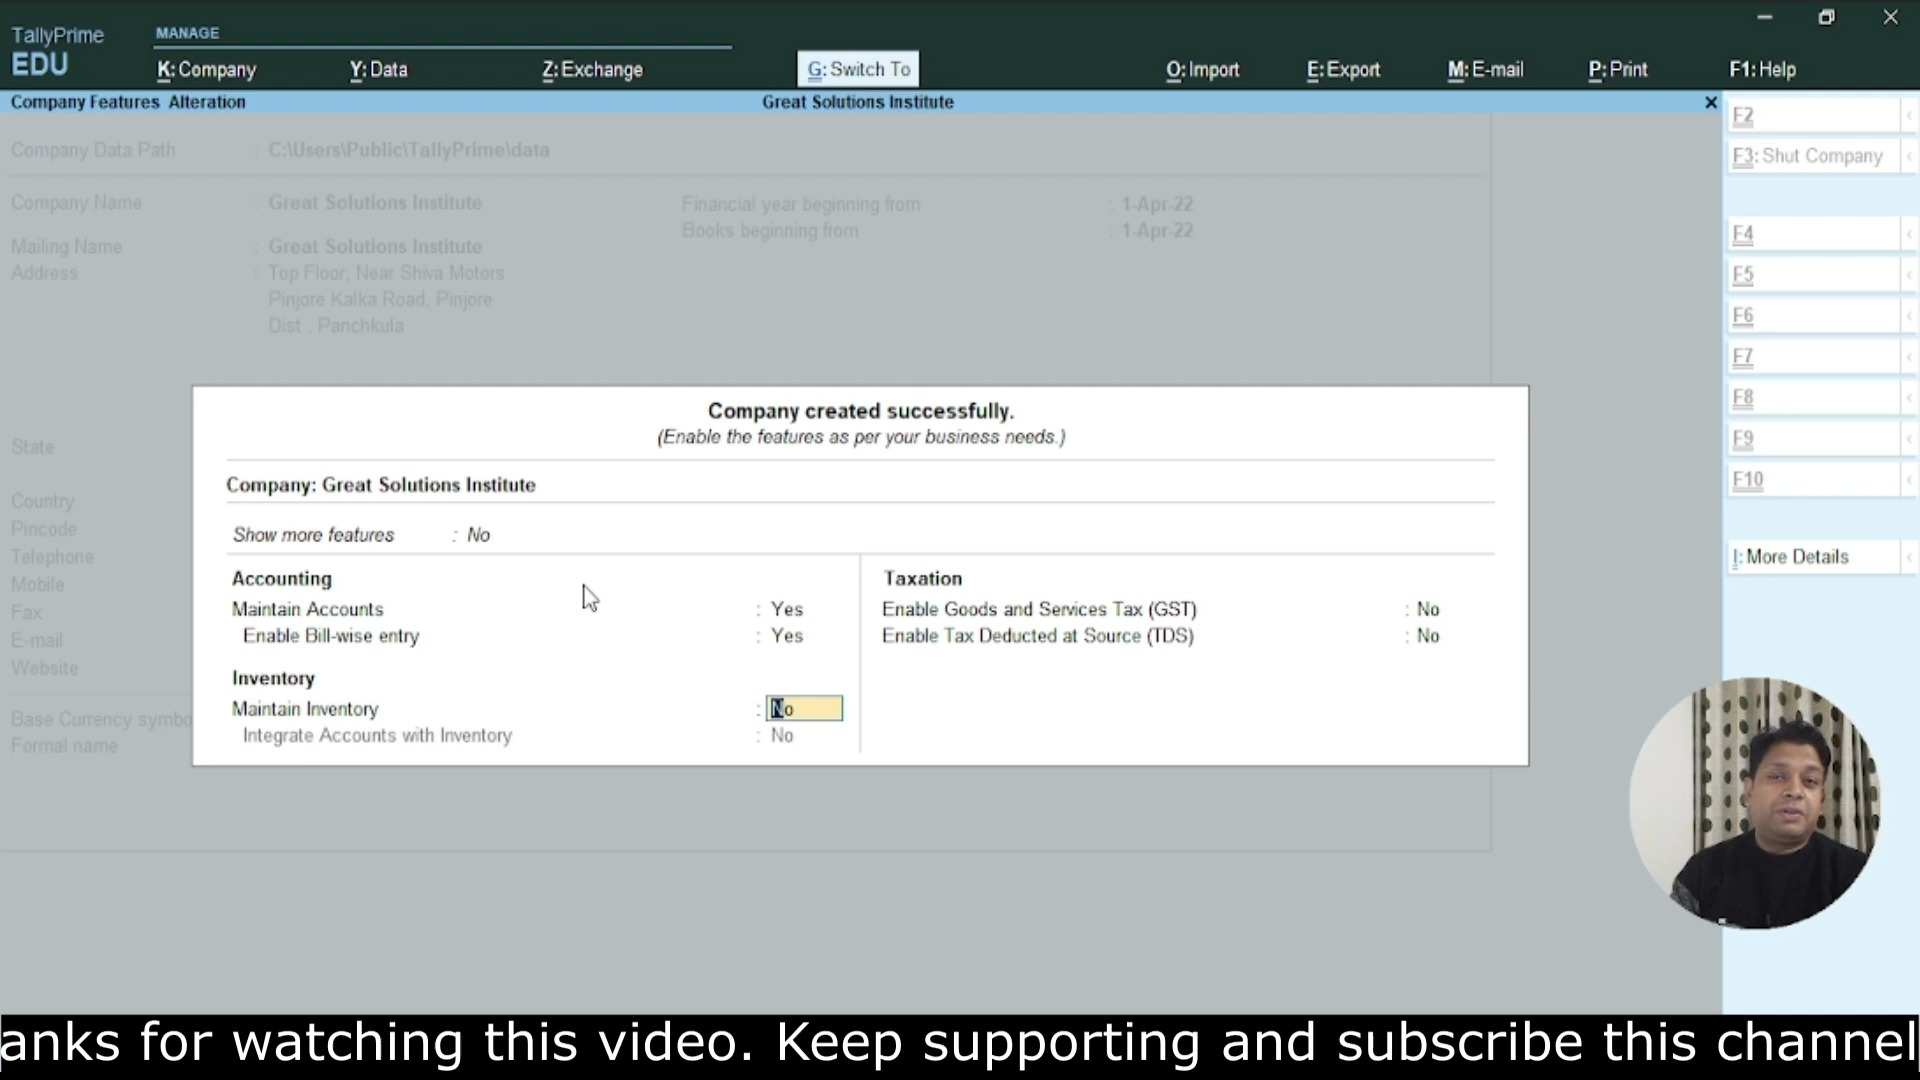 TallyPrime
EDU
MANAGE
K: Company
Y: Data
Z: Exchange
G: Switch To
O: Import
E: Export
M: E-mail
P: Print
F1: Help
Company Features Alteration
Great Solutions Institute
Company Data Path : C:\Users\Public\TallyPrime\data
Company Name : Great Solutions Institute
Financial year beginning from : 1-Apr-22
Books beginning from : 1-Apr-22
Mailing Name : Great Solutions Institute
Address : Top Floor, Near Shiva Motors
Pinjore Kalka Road, Pinjore
Dist . Panchkula
State
Country
Pincode
Telephone
Mobile
Fax
E-mail
Website
Base Currency symbo
Formal name
Company created successfully.
(Enable the features as per your business needs.)
Company: Great Solutions Institute
Show more features : No
Accounting
Maintain Accounts : Yes
Enable Bill-wise entry : Yes
Inventory
Maintain Inventory : No
Integrate Accounts with Inventory : No
Taxation
Enable Goods and Services Tax (GST) : No
Enable Tax Deducted at Source (TDS) : No
F2
F3: Shut Company
F4
F5
F6
F7
F8
F9
F10
I: More Details
anks for watching this video. Keep supporting and subscribe this channel